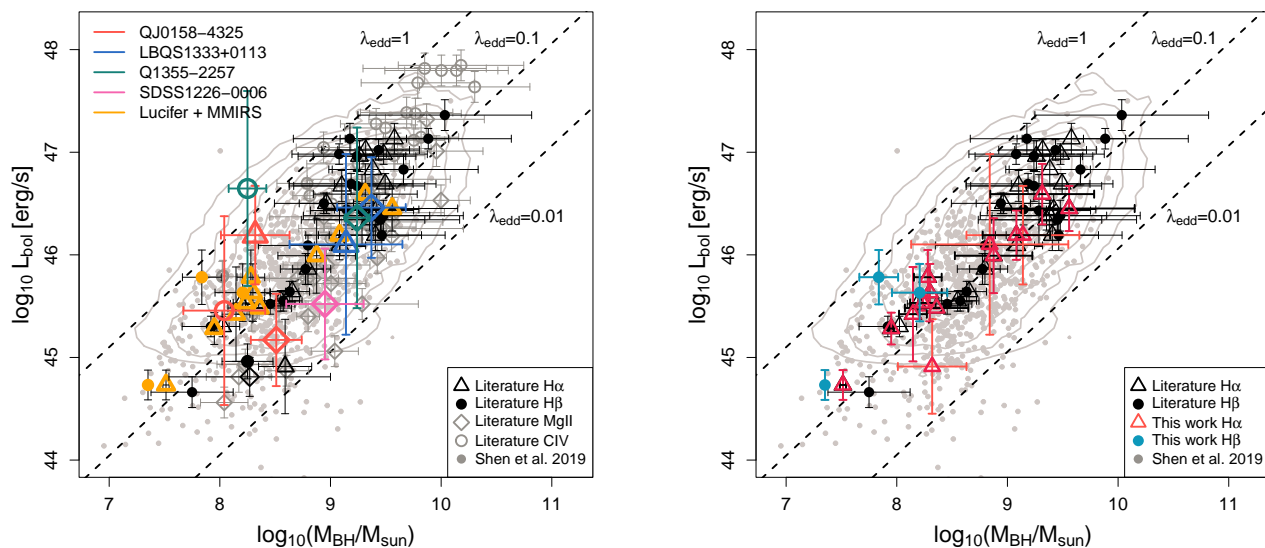 QJ0158−4325
LBQS1333+0113
Q1355−2257
SDSS1226−0006
Lucifer + MMIRS
λedd=1
λedd=0.1
λedd=0.01
48
47
46
45
44
log10 Lbol [erg/s]
Literature Hα
Literature Hβ
Literature MgII
Literature CIV
Shen et al. 2019
7 8 9 10 11
log10(MBH/Msun)
λedd=1
λedd=0.1
λedd=0.01
48
47
46
45
44
log10 Lbol [erg/s]
Literature Hα
Literature Hβ
This work Hα
This work Hβ
Shen et al. 2019
7 8 9 10 11
log10(MBH/Msun)